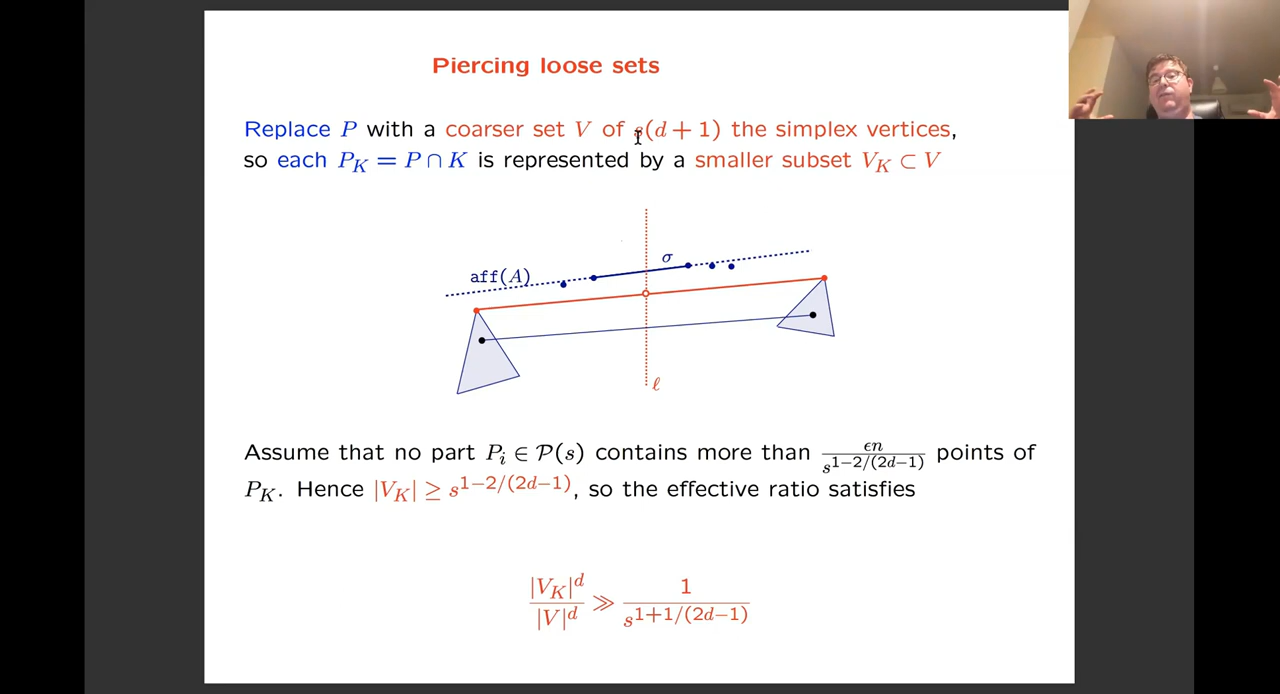 Piercing loose sets
Replace P with a coarser set V of s(d + 1) the simplex vertices,
so each P_K = P ∩ K is represented by a smaller subset V_K ⊂ V
σ
aff(A)
ℓ
Assume that no part P_i ∈ 𝒫(s) contains more than ϵn / s^{1−2/(2d−1)} points of
P_K. Hence |V_K| ≥ s^{1−2/(2d−1)}, so the effective ratio satisfies
|V_K|^d / |V|^d ≫ 1 / s^{1+1/(2d−1)}